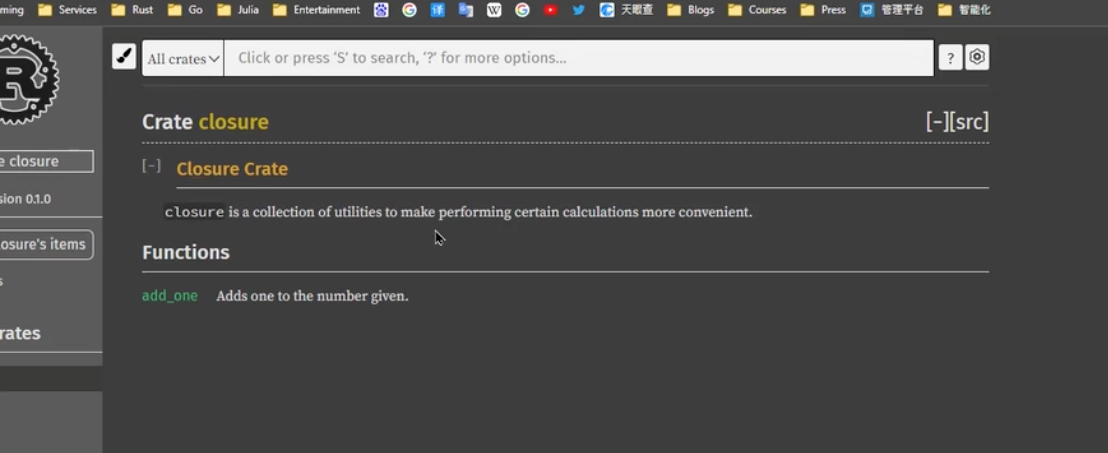 ming Services Rust Go Julia Entertainment 译 W G 天眼查 Blogs Courses Press 管理平台 智能化
All crates Click or press 'S' to search, '?' for more options... ?
R
Crate closure [−][src]
e closure
[-] Closure Crate
sion 0.1.0
closure is a collection of utilities to make performing certain calculations more convenient.
osure's items
Functions
s
add_one Adds one to the number given.
rates